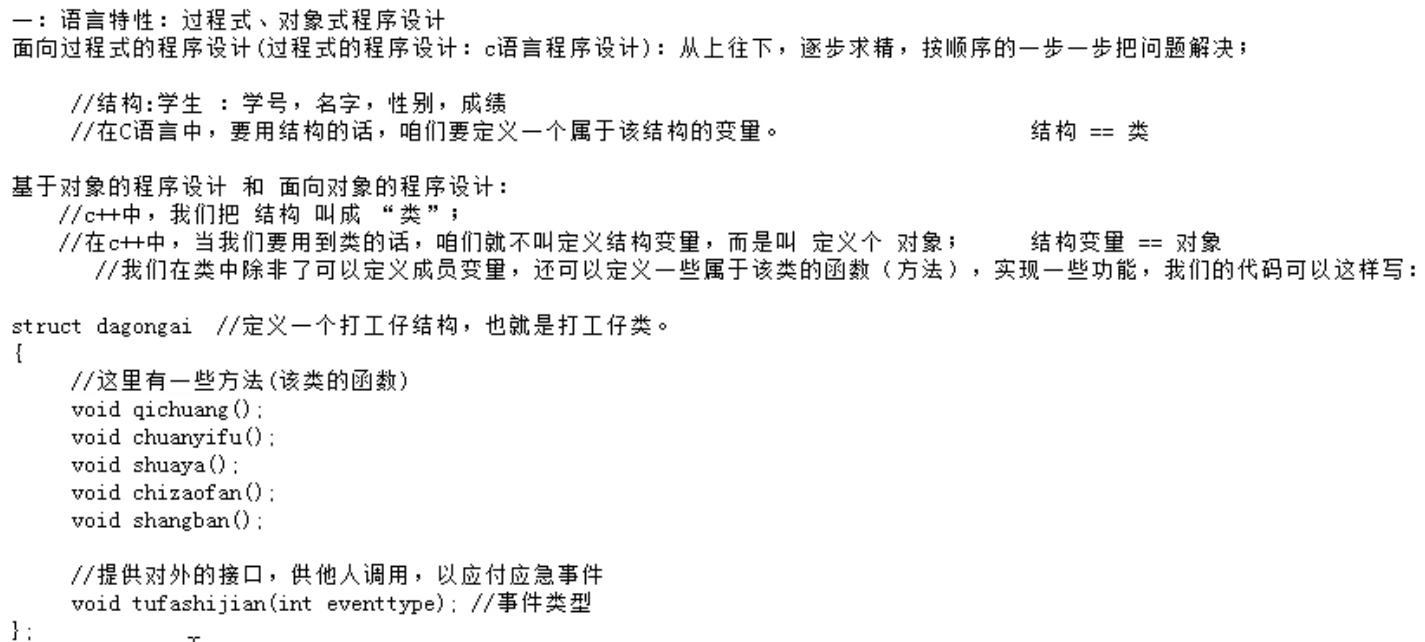 一: 语言特性: 过程式、对象式程序设计
面向过程式的程序设计(过程式的程序设计: c语言程序设计): 从上往下，逐步求精，按顺序的一步一步把问题解决;
//结构:学生 : 学号，名字，性别，成绩
//在C语言中，要用结构的话，咱们要定义一个属于该结构的变量。 结构 == 类
基于对象的程序设计 和 面向对象的程序设计:
//c++中，我们把 结构 叫成 “类”;
//在c++中，当我们要用到类的话，咱们就不叫定义结构变量，而是叫 定义个 对象; 结构变量 == 对象
//我们在类中除非了可以定义成员变量，还可以定义一些属于该类的函数（方法），实现一些功能，我们的代码可以这样写:
struct dagongai //定义一个打工仔结构，也就是打工仔类。
{
//这里有一些方法(该类的函数)
void qichuang();
void chuanyifu();
void shuaya();
void chizaofan();
void shangban();
//提供对外的接口，供他人调用，以应付应急事件
void tufashijian(int eventtype); //事件类型
};